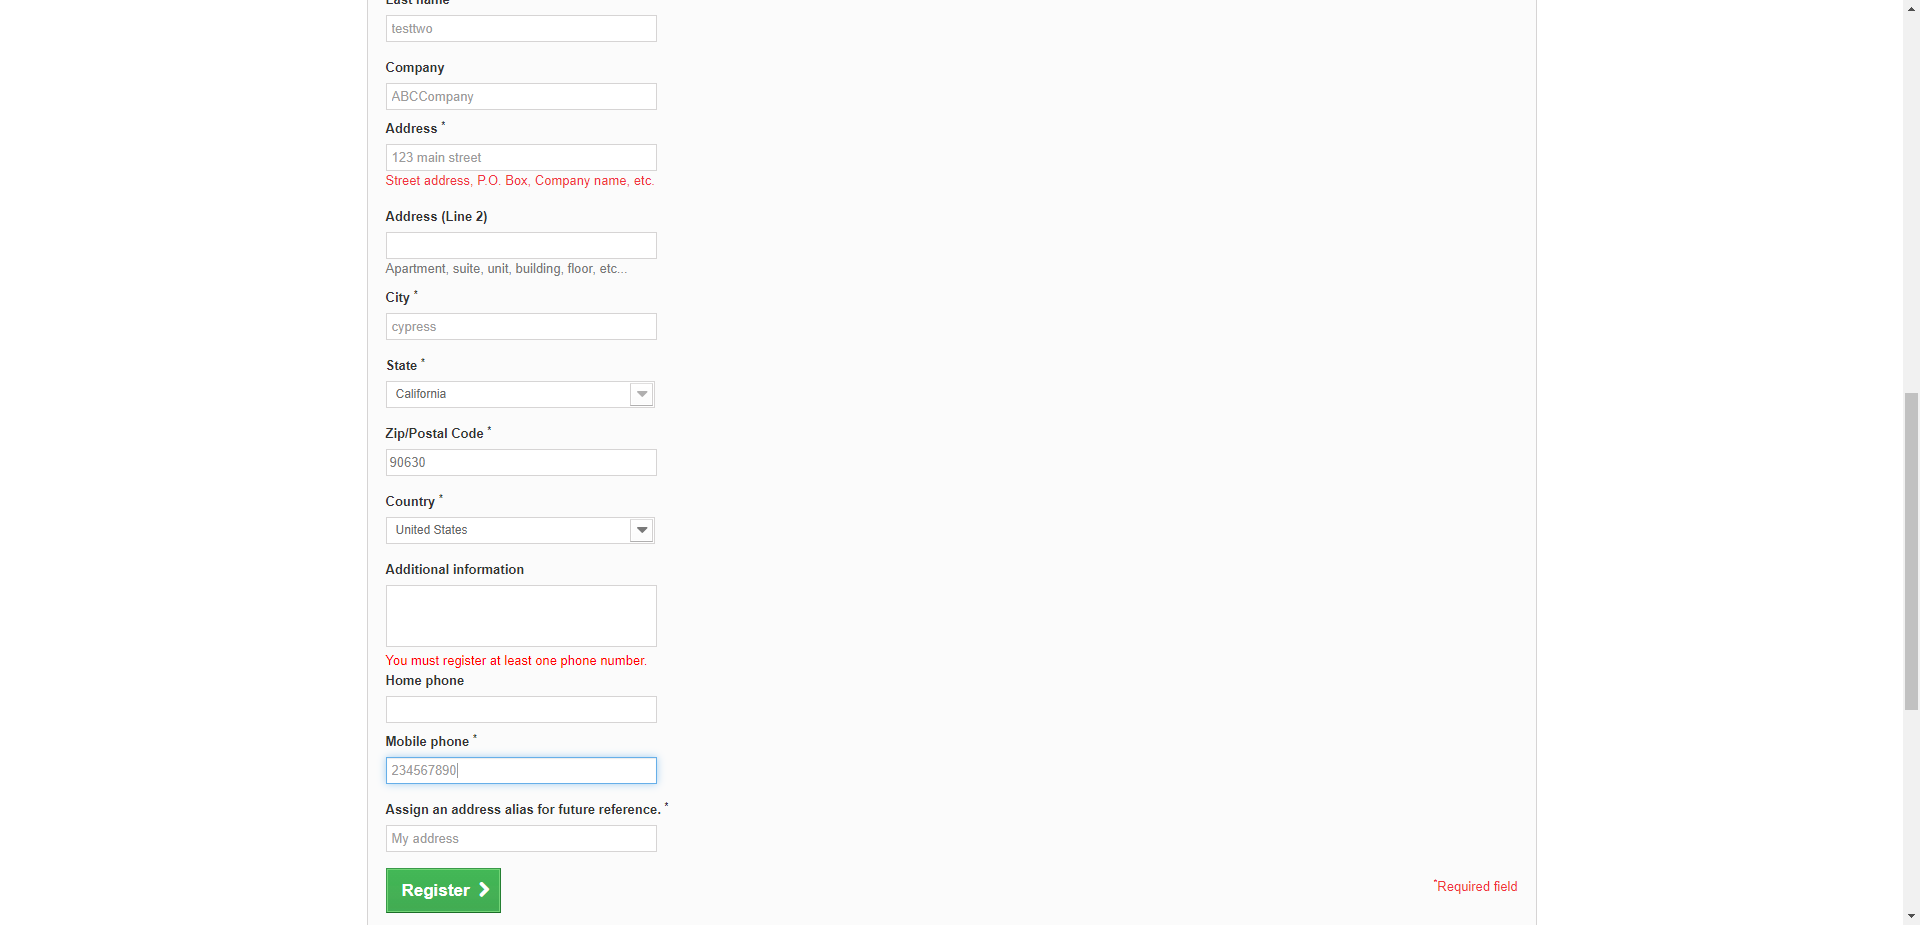 Last name
testtwo
Company
ABCCompany
Address *
123 main street
Street address, P.O. Box, Company name, etc.
Address (Line 2)
Apartment, suite, unit, building, floor, etc...
City *
cypress
State *
California
Zip/Postal Code *
90630
Country *
United States
Additional information
You must register at least one phone number.
Home phone
Mobile phone *
234567890
Assign an address alias for future reference. *
My address
Register
*Required field